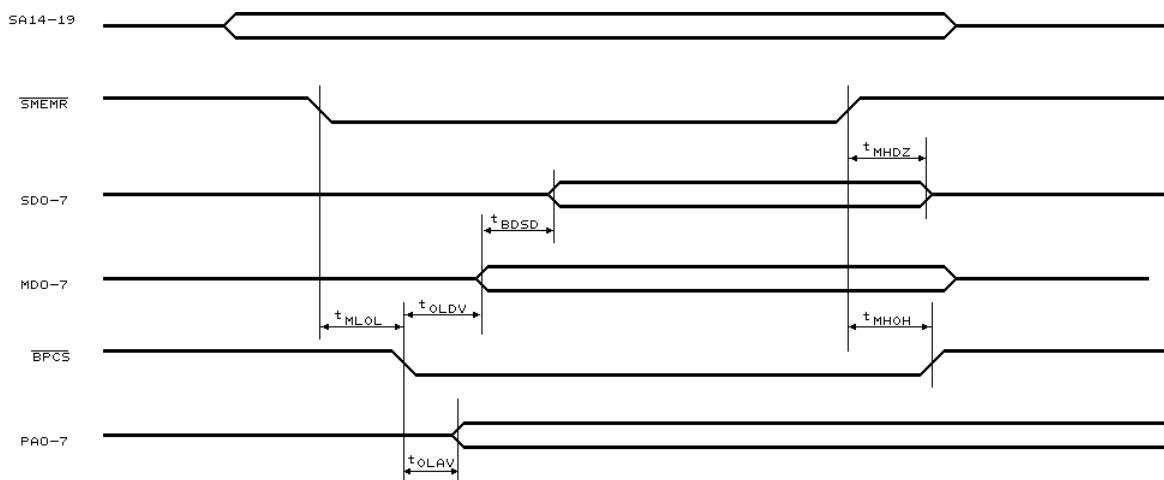 SA14-19
SMEMR
tMHDZ
SD0-7
tBDSD
MD0-7
tOLDV
tMLOL
tMHOH
BPCS
PA0-7
tOLAV